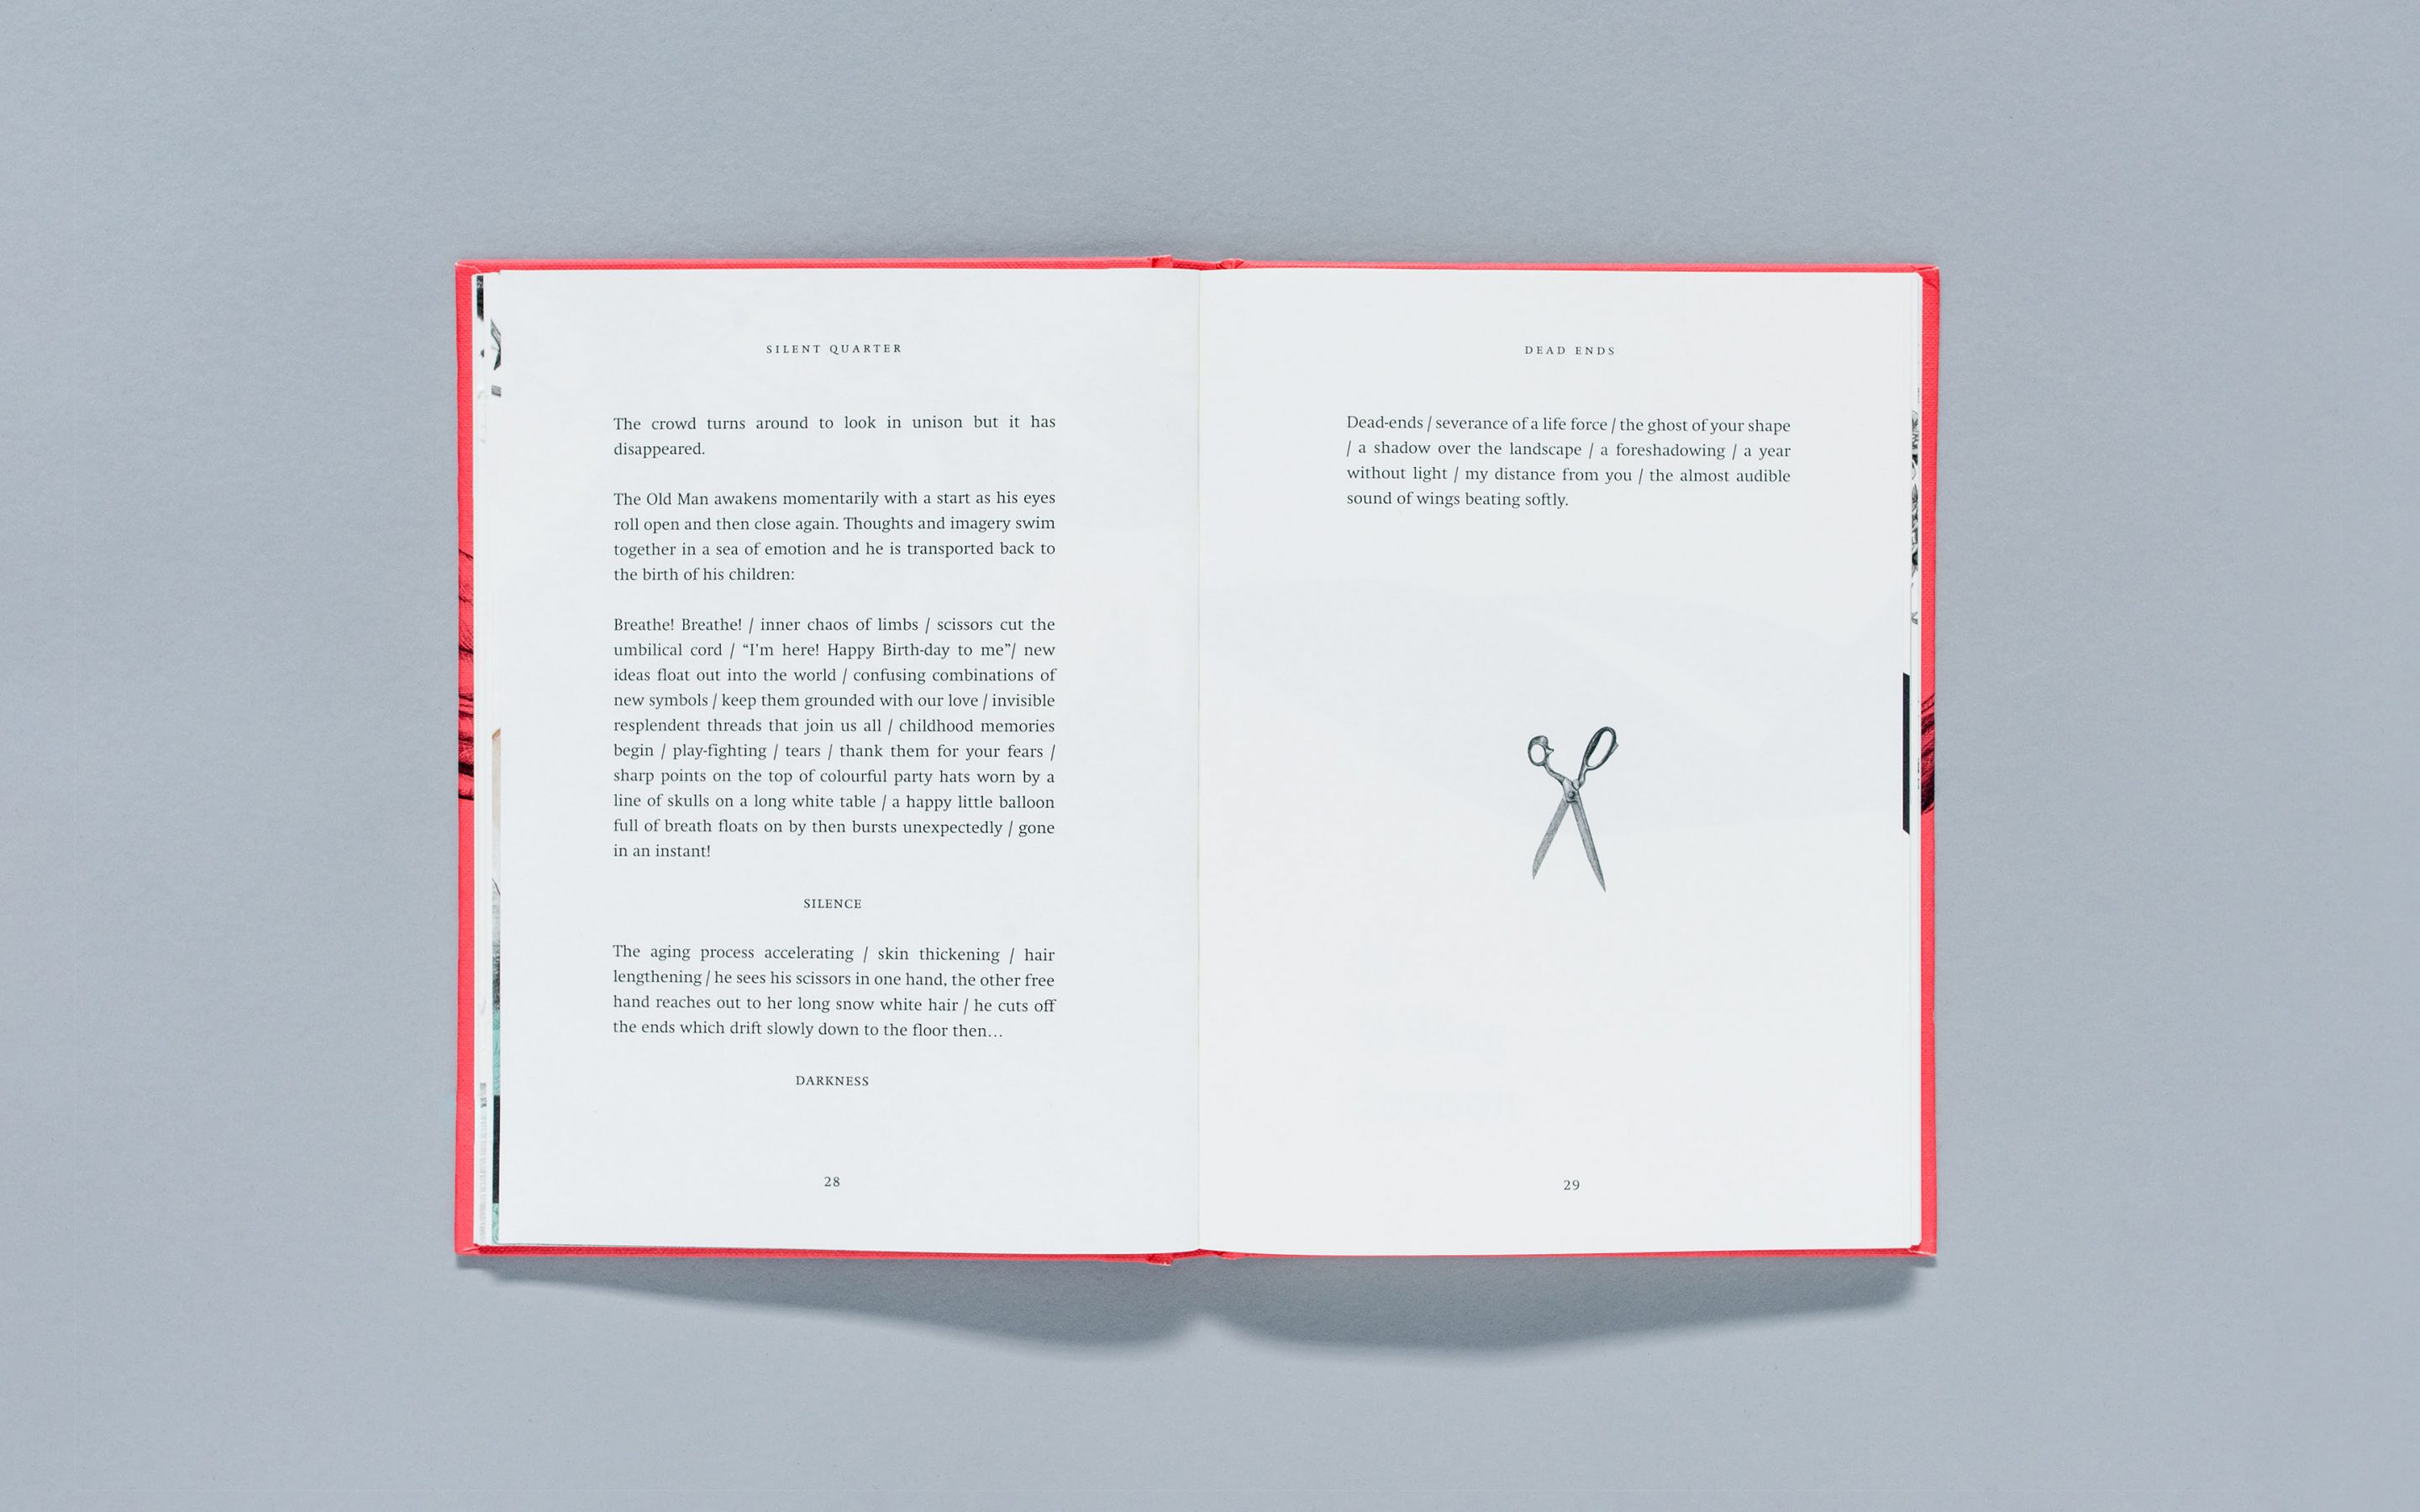 SILENT QUARTER
The crowd turns around to look in unison but it has
disappeared.
The Old Man awakens momentarily with a start as his eyes
roll open and then close again. Thoughts and imagery swim
together in a sea of emotion and he is transported back to
the birth of his children:
Breathe! Breathe! / inner chaos of limbs / scissors cut the
umbilical cord / “I’m here! Happy Birth-day to me”/ new
ideas float out into the world / confusing combinations of
new symbols / keep them grounded with our love / invisible
resplendent threads that join us all / childhood memories
begin / play-fighting / tears / thank them for your fears /
sharp points on the top of colourful party hats worn by a
line of skulls on a long white table / a happy little balloon
full of breath floats on by then bursts unexpectedly / gone
in an instant!
SILENCE
The aging process accelerating / skin thickening / hair
lengthening / he sees his scissors in one hand, the other free
hand reaches out to her long snow white hair / he cuts off
the ends which drift slowly down to the floor then…
DARKNESS
28
DEAD ENDS
Dead-ends / severance of a life force / the ghost of your shape
/ a shadow over the landscape / a foreshadowing / a year
without light / my distance from you / the almost audible
sound of wings beating softly.
29